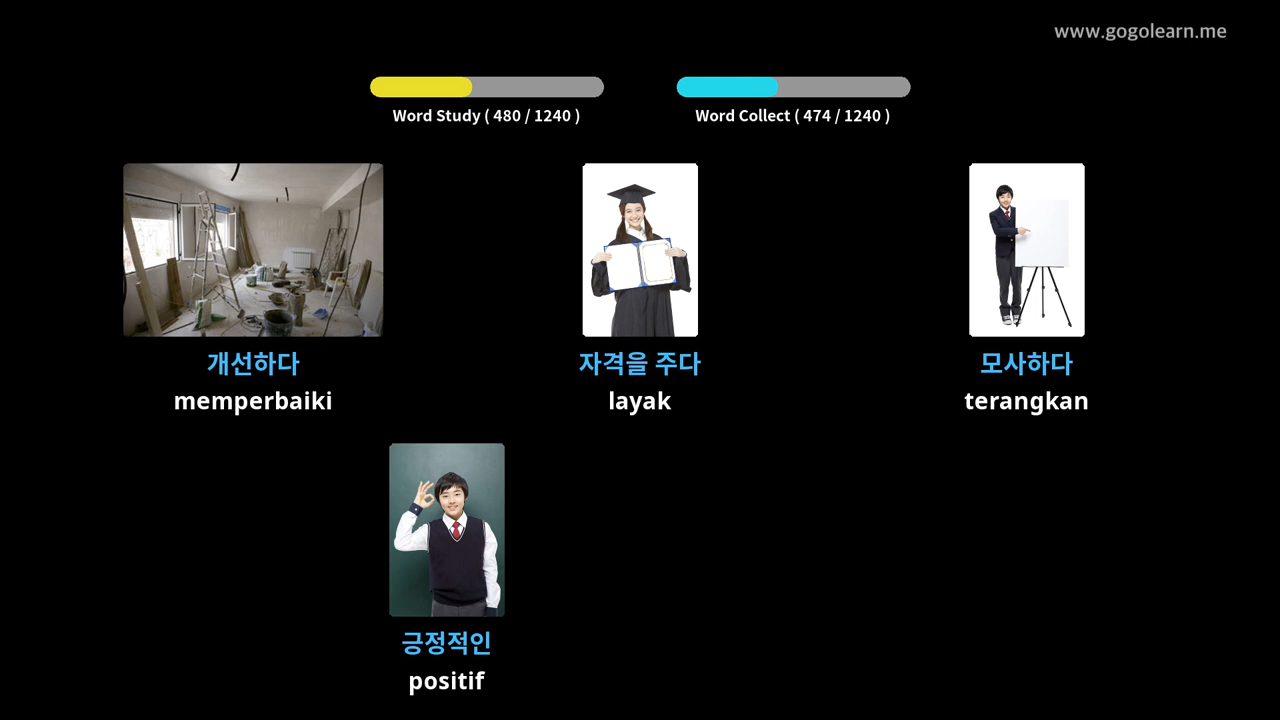 www.gogolearn.me
Word Study ( 480 / 1240 )
Word Collect ( 474 / 1240 )
개선하다
memperbaiki
자격을 주다
layak
모사하다
terangkan
긍정적인
positif